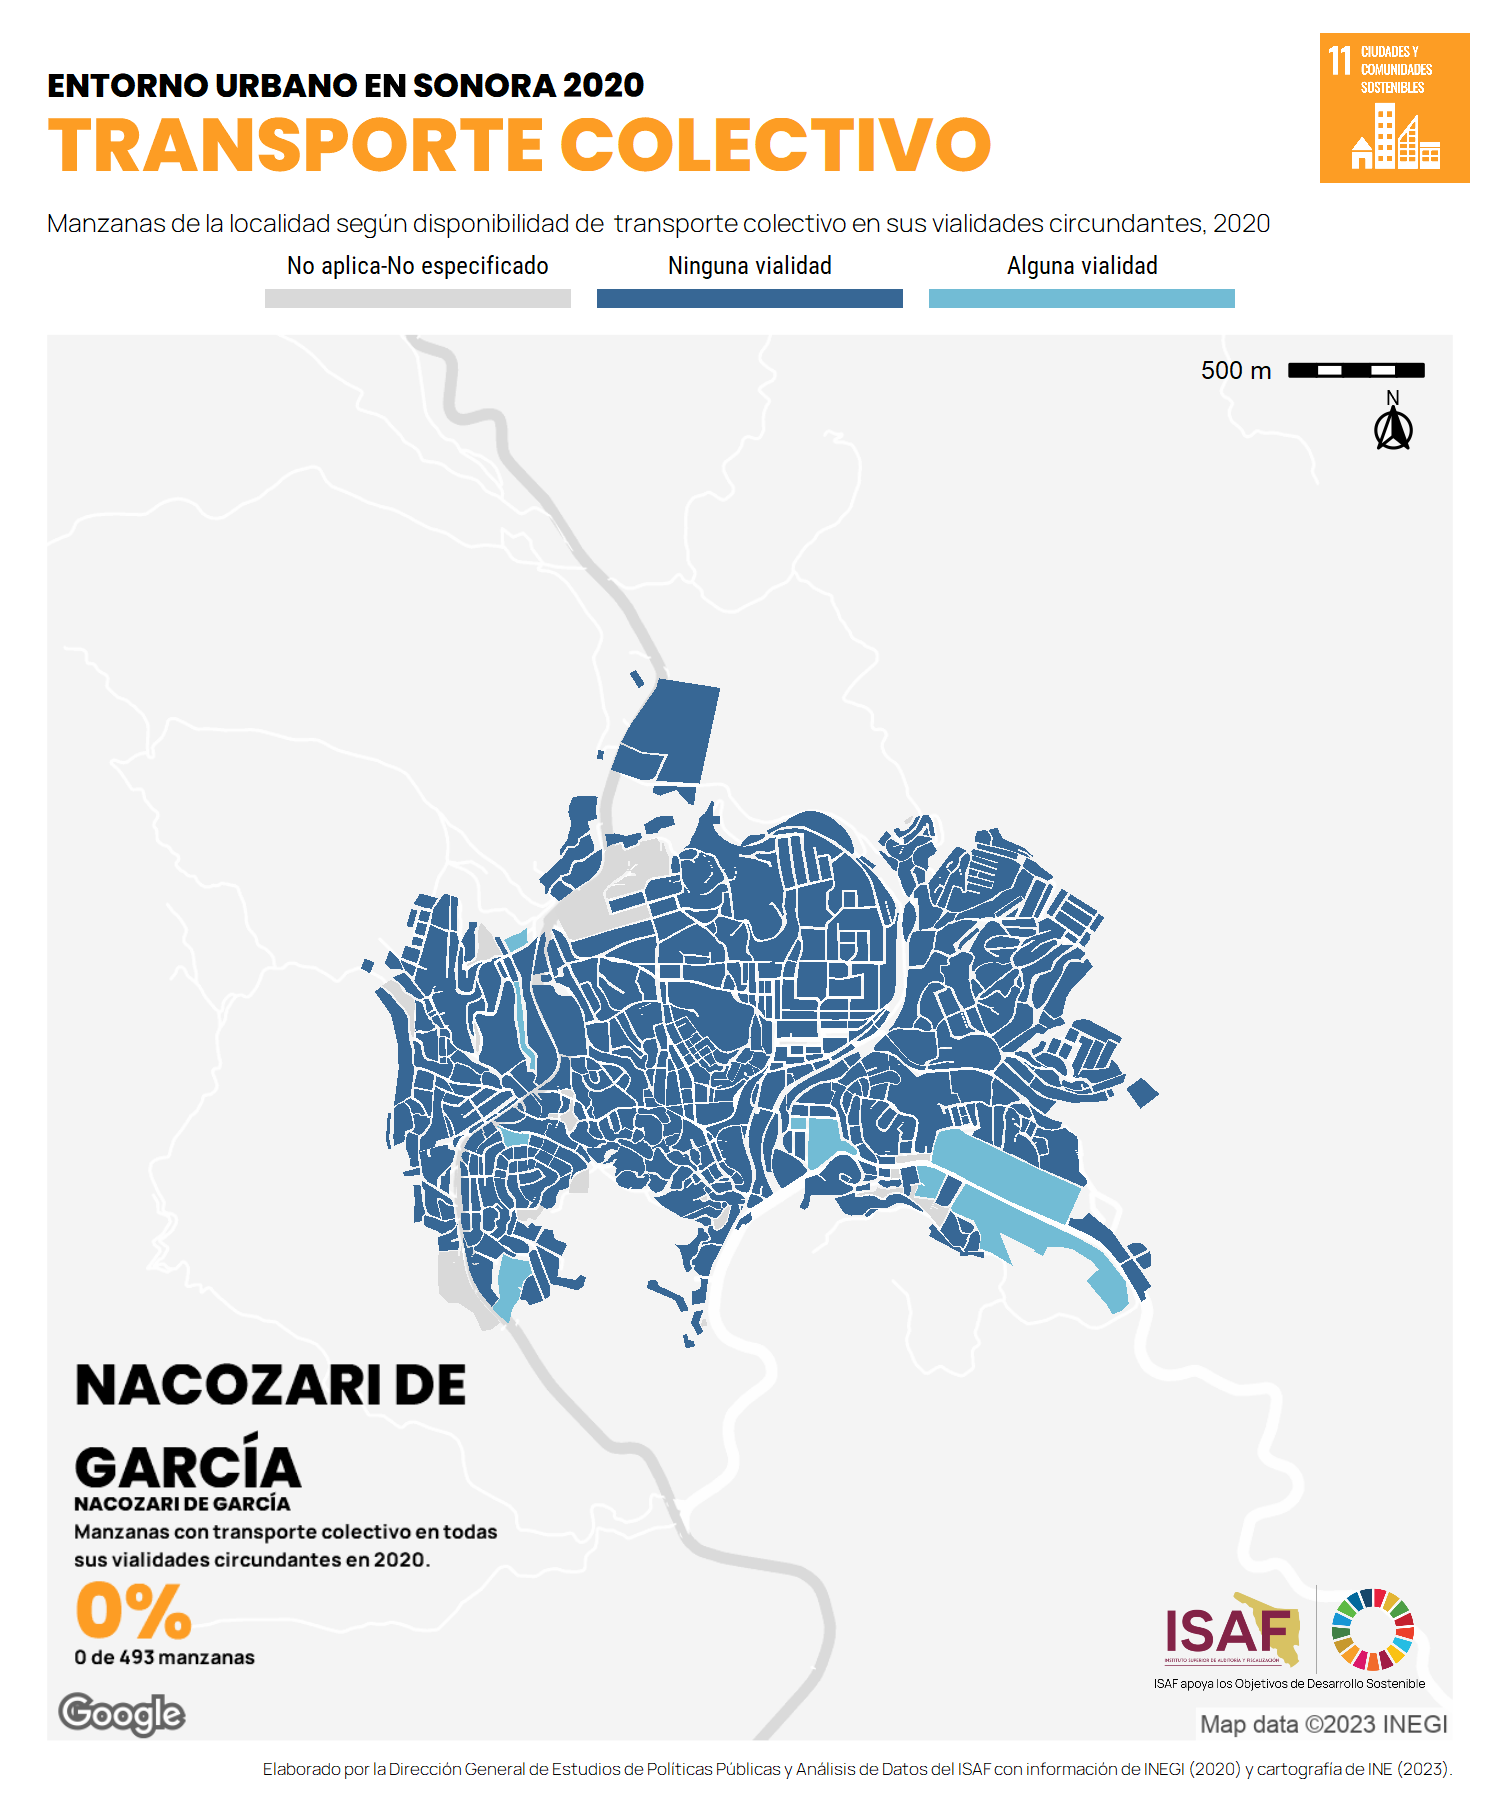 ENTORNO URBANO EN SONORA 2020
TRANSPORTE COLECTIVO
11 CIUDADES Y
COMUNIDADES
SOSTENIBLES
Manzanas de la localidad según disponibilidad de transporte colectivo en sus vialidades circundantes, 2020
No aplica-No especificado
Ninguna vialidad
Alguna vialidad
500 m
N
NACOZARI DE
GARCÍA
NACOZARI DE GARCÍA
Manzanas con transporte colectivo en todas
sus vialidades circundantes en 2020.
0%
0 de 493 manzanas
ISAF
INSTITUTO SUPERIOR DE AUDITORÍA Y FISCALIZACIÓN
ISAF apoya los Objetivos de Desarrollo Sostenible
Google
Map data ©2023 INEGI
Elaborado por la Dirección General de Estudios de Políticas Públicas y Análisis de Datos del ISAF con información de INEGI (2020) y cartografía de INE (2023).